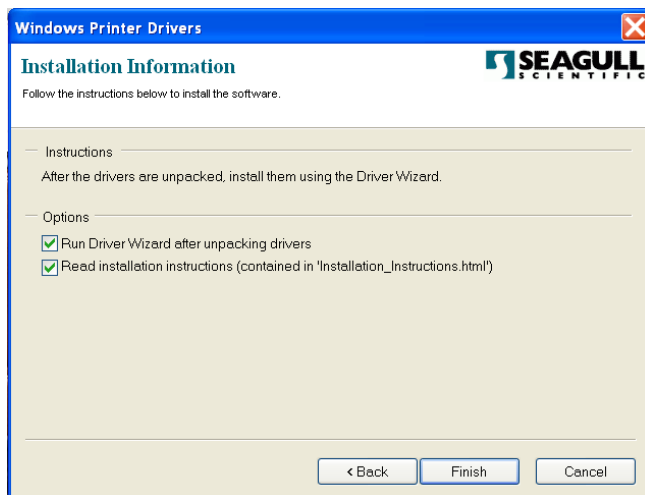 Windows Printer Drivers
Installation Information
SEAGULL
SCIENTIFIC
Follow the instructions below to install the software.
Instructions
After the drivers are unpacked, install them using the Driver Wizard.
Options
Run Driver Wizard after unpacking drivers
Read installation instructions (contained in 'Installation_Instructions.html')
< Back
Finish
Cancel